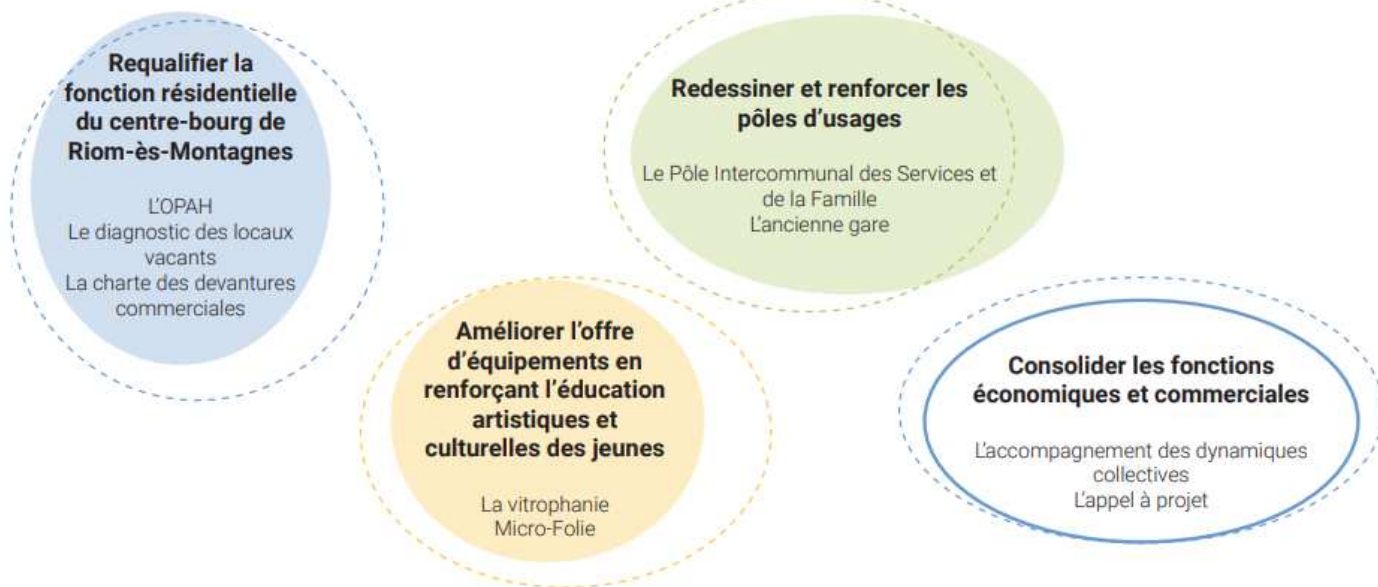 Requalifier la
fonction résidentielle
du centre-bourg de
Riom-ès-Montagnes
L'OPAH
Le diagnostic des locaux
vacants
La charte des devantures
commerciales
Redessiner et renforcer les
pôles d'usages
Le Pôle Intercommunal des Services et
de la Famille
L'ancienne gare
Améliorer l'offre
d'équipements en
renforçant l'éducation
artistiques et
culturelles des jeunes
La vitrophanie
Micro-Folie
Consolider les fonctions
économiques et commerciales
L'accompagnement des dynamiques
collectives
L'appel à projet